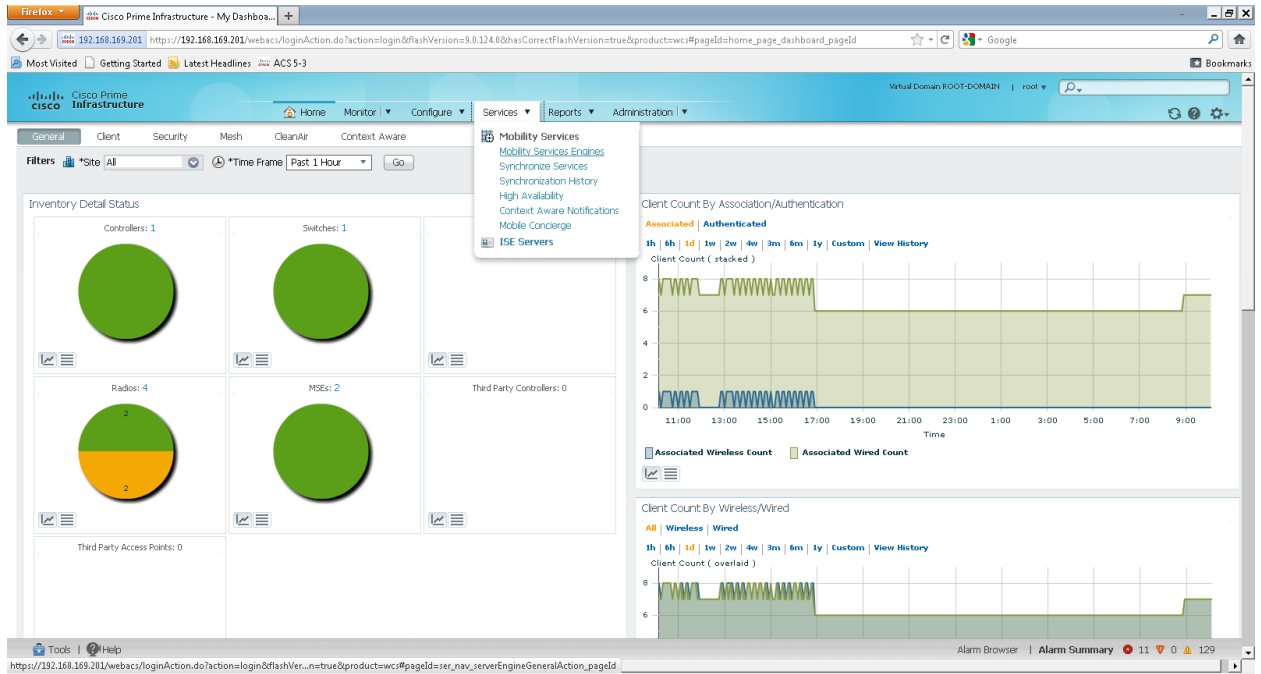 Firefox
Cisco Prime Infrastructure - My Dashboa...
192.168.169.201 https://192.168.169.201/webacs/loginAction.do?action=login&flashVersion=9.0.124.0&hasCorrectFlashVersion=true&product=wcs#pageId=home_page_dashboard_pageId
Google
Most Visited Getting Started Latest Headlines ACS 5-3 Bookmarks
Cisco Prime
CISCO Infrastructure
Virtual Domain ROOT-DOMAIN | root
Home Monitor Configure Services Reports Administration
General Client Security Mesh CleanAir Context Aware
Filters *Site All *Time Frame Past 1 Hour Go
Mobility Services
Mobility Services Engines
Synchronize Services
Synchronization History
High Availability
Context Aware Notifications
Mobile Concierge
ISE Servers
Inventory Detail Status
Controllers: 1
Switches: 1
Radios: 4
2
2
MSEs: 2
Third Party Controllers: 0
Third Party Access Points: 0
Client Count By Association/Authentication
Associated | Authenticated
1h | 6h | 1d | 1w | 2w | 4w | 3m | 6m | 1y | Custom | View History
Client Count ( stacked )
8
6
4
2
0
11:00 13:00 15:00 17:00 19:00 21:00 23:00 1:00 3:00 5:00 7:00 9:00
Time
Associated Wireless Count Associated Wired Count
Client Count By Wireless/Wired
All | Wireless | Wired
1h | 6h | 1d | 1w | 2w | 4w | 3m | 6m | 1y | Custom | View History
Client Count ( overlaid )
8
6
Tools | Help
Alarm Browser | Alarm Summary 11 0 129
https://192.168.169.201/webacs/loginAction.do?action=login&flashVer...n=true&product=wcs#pageId=ser_nav_serverEngineGeneralAction_pageId